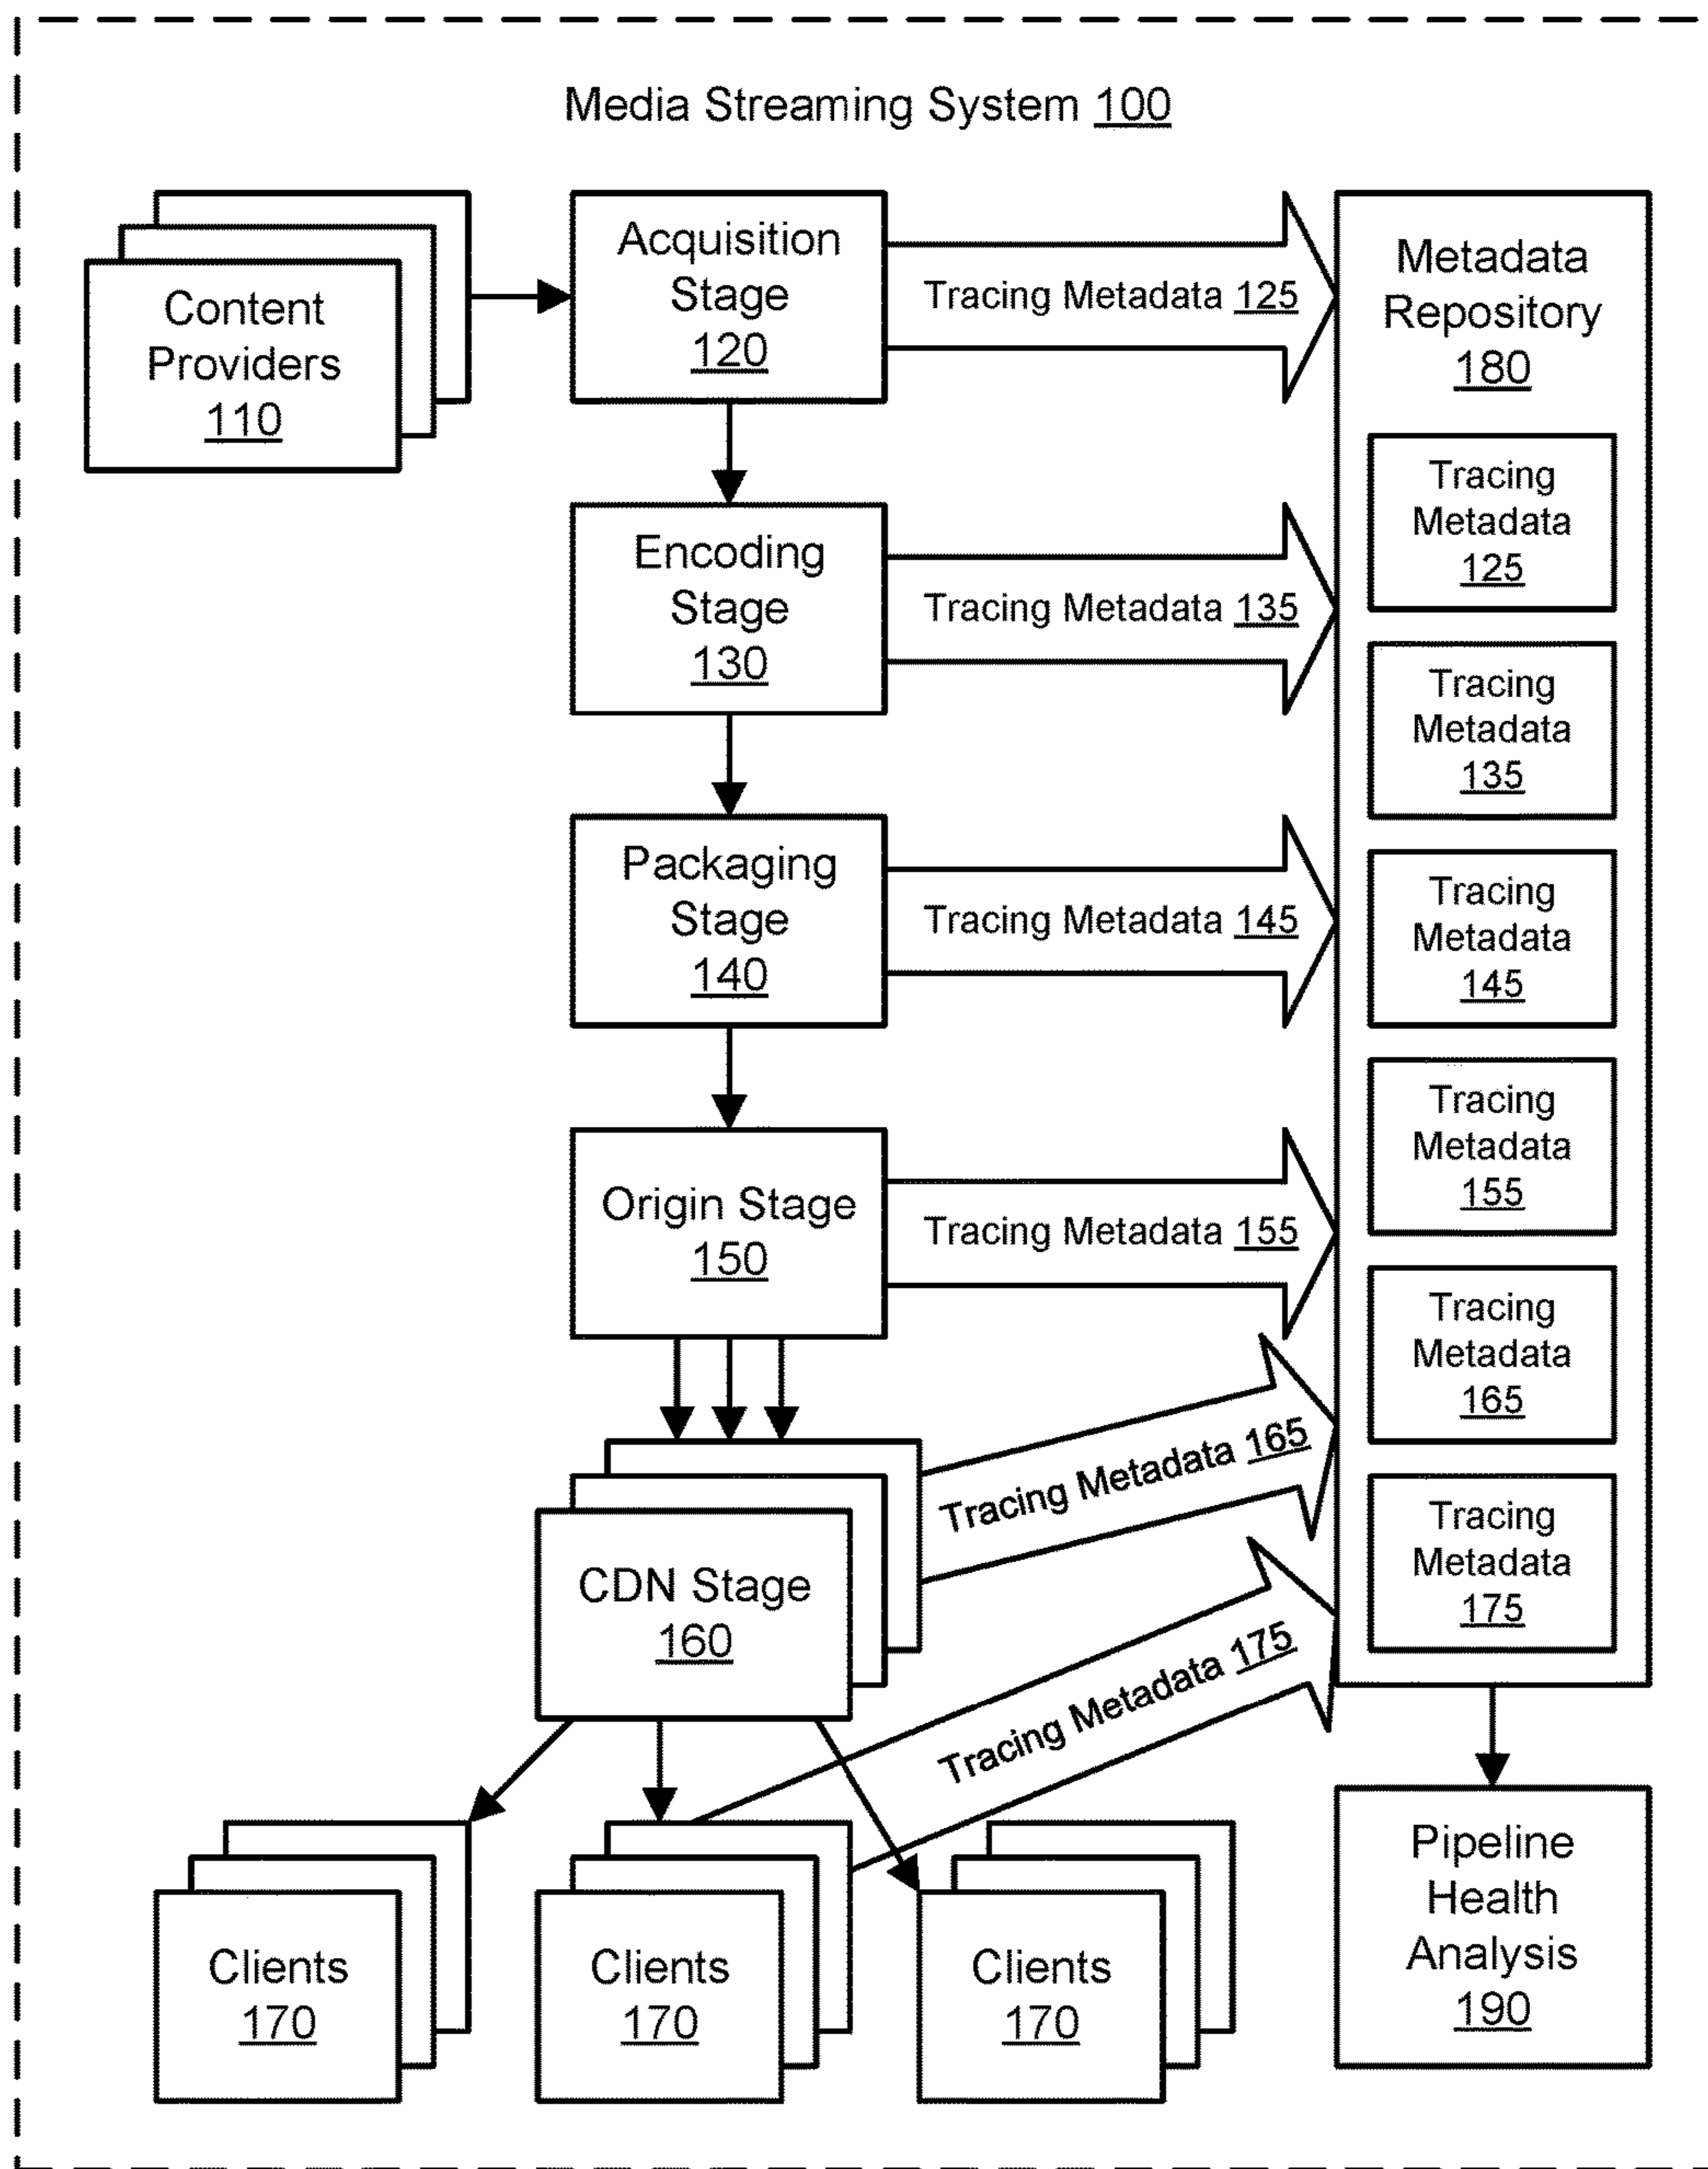 Media Streaming System 100
Content
Providers
110
Acquisition
Stage
120
Tracing Metadata 125
Encoding
Stage
130
Tracing Metadata 135
Packaging
Stage
140
Tracing Metadata 145
Origin Stage
150
Tracing Metadata 155
CDN Stage
160
Tracing Metadata 165
Tracing Metadata 175
Clients
170
Clients
170
Clients
170
Metadata
Repository
180
Tracing
Metadata
125
Tracing
Metadata
135
Tracing
Metadata
145
Tracing
Metadata
155
Tracing
Metadata
165
Tracing
Metadata
175
Pipeline
Health
Analysis
190